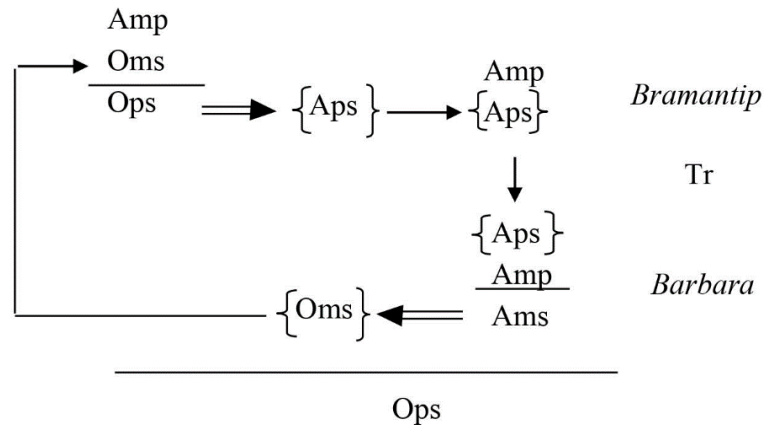 Amp
Oms
Ops
{Aps}
Amp
{Aps}
Bramantip
Tr
{Aps}
Amp
Ams
Barbara
{Oms}
Ops